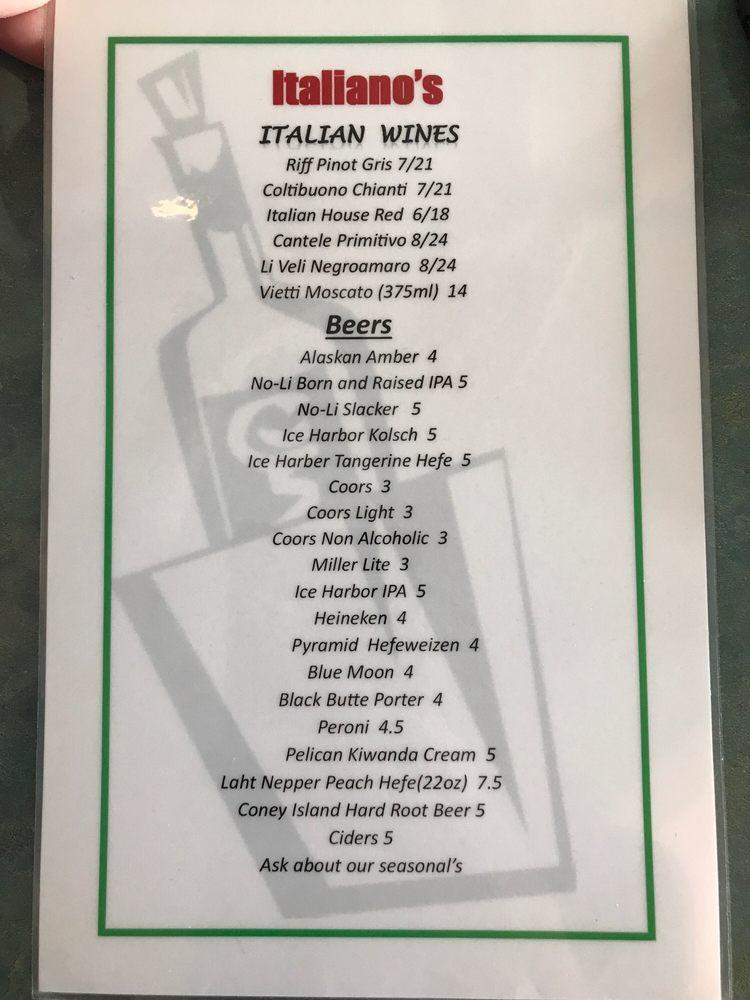 Italiano's
ITALIAN WINES
Riff Pinot Gris 7/21
Coltibuono Chianti 7/21
Italian House Red 6/18
Cantele Primitivo 8/24
Li Veli Negroamaro 8/24
Vietti Moscato (375ml) 14
Beers
Alaskan Amber 4
No-Li Born and Raised IPA 5
No-Li Slacker 5
Ice Harbor Kolsch 5
Ice Harber Tangerine Hefe 5
Coors 3
Coors Light 3
Coors Non Alcoholic 3
Miller Lite 3
Ice Harbor IPA 5
Heineken 4
Pyramid Hefeweizen 4
Blue Moon 4
Black Butte Porter 4
Peroni 4.5
Pelican Kiwanda Cream 5
Laht Nepper Peach Hefe(22oz) 7.5
Coney Island Hard Root Beer 5
Ciders 5
Ask about our seasonal's